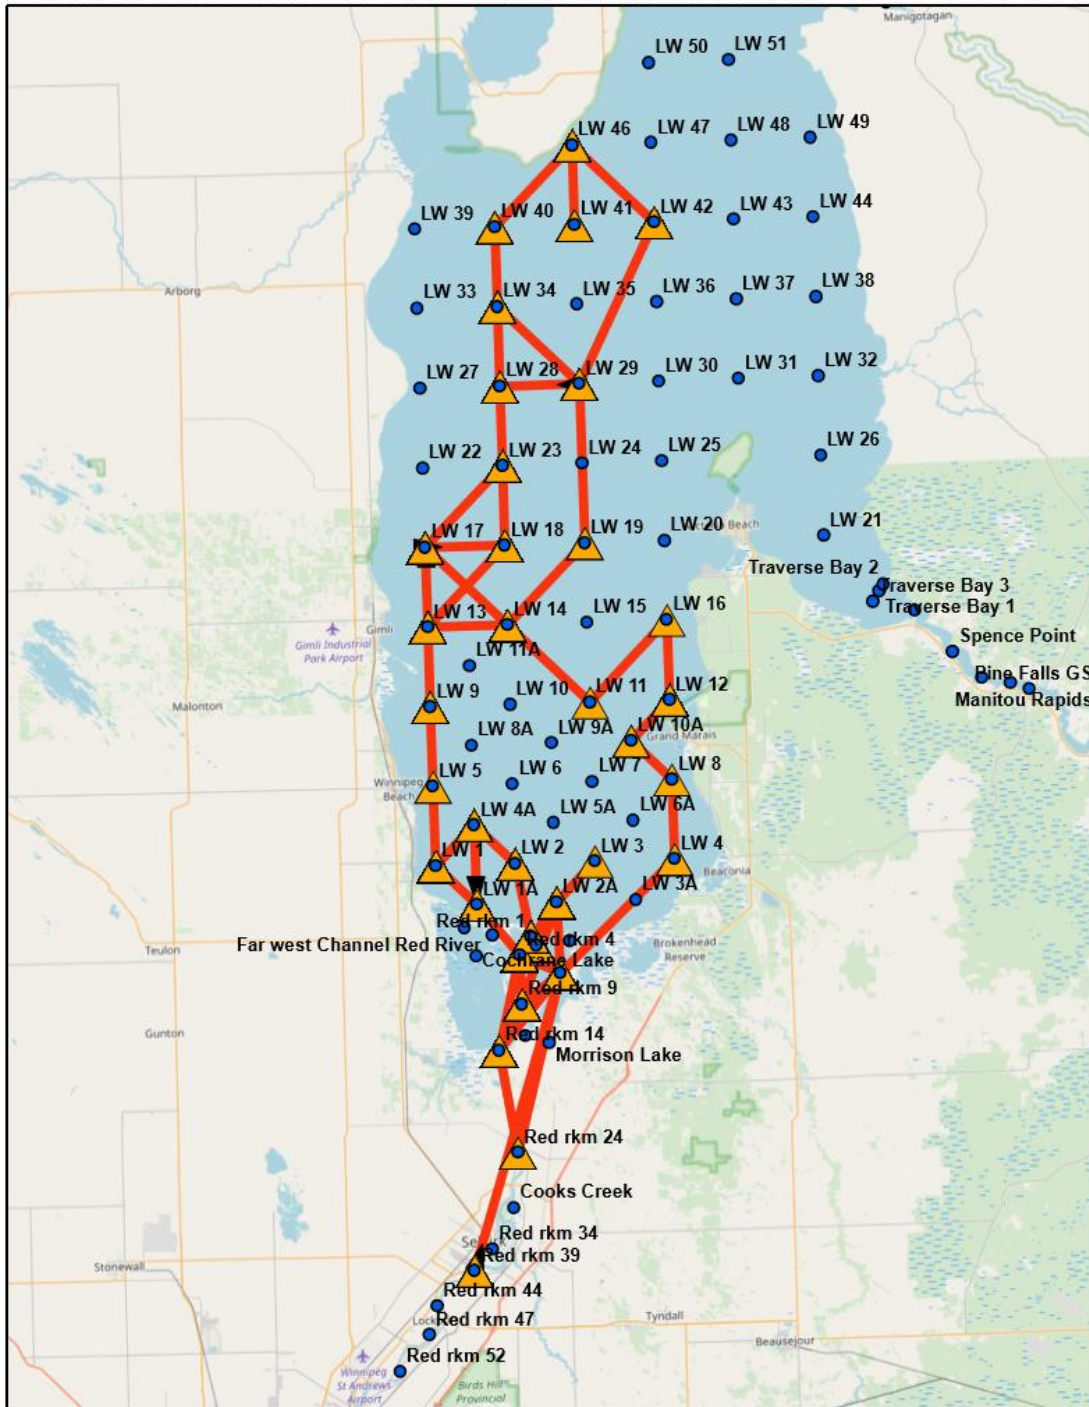 Manigotagan
LW 50
LW 51
LW 46
LW 47
LW 48
LW 49
LW 39
LW 40
LW 41
LW 42
LW 43
LW 44
Arborg
LW 33
LW 34
LW 35
LW 36
LW 37
LW 38
LW 27
LW 28
LW 29
LW 30
LW 31
LW 32
LW 22
LW 23
LW 24
LW 25
LW 26
LW 17
LW 18
LW 19
LW 20
Beach
LW 21
Traverse Bay 2
Traverse Bay 3
Traverse Bay 1
LW 13
Gimli
LW 14
LW 15
LW 16
Gimli Industrial
Park Airport
Spence Point
LW 11A
Pine Falls GS
Manitou Rapids
Malonton
LW 9
LW 10
LW 11
LW 12
LW 8A
LW 9A
LW 10A
Grand Marais
Winnipeg
Beach
LW 5
LW 6
LW 7
LW 8
LW 4A
LW 5A
LW 6A
LW 1
LW 2
LW 3
LW 4
Beaconia
LW 1A
LW 2A
LW 3A
Red rkm 1
Far west Channel Red River
Red rkm 4
Teulon
Cochrane Lake
Brokenhead
Reserve
Red rkm 9
Gunton
Red rkm 14
Morrison Lake
Red rkm 24
Cooks Creek
Red rkm 34
Red rkm 39
Stonewall
Red rkm 44
Red rkm 47
Tyndall
Beausejour
Red rkm 52
Winnipeg
St Andrews
Airport
Birds Hill
Provincial